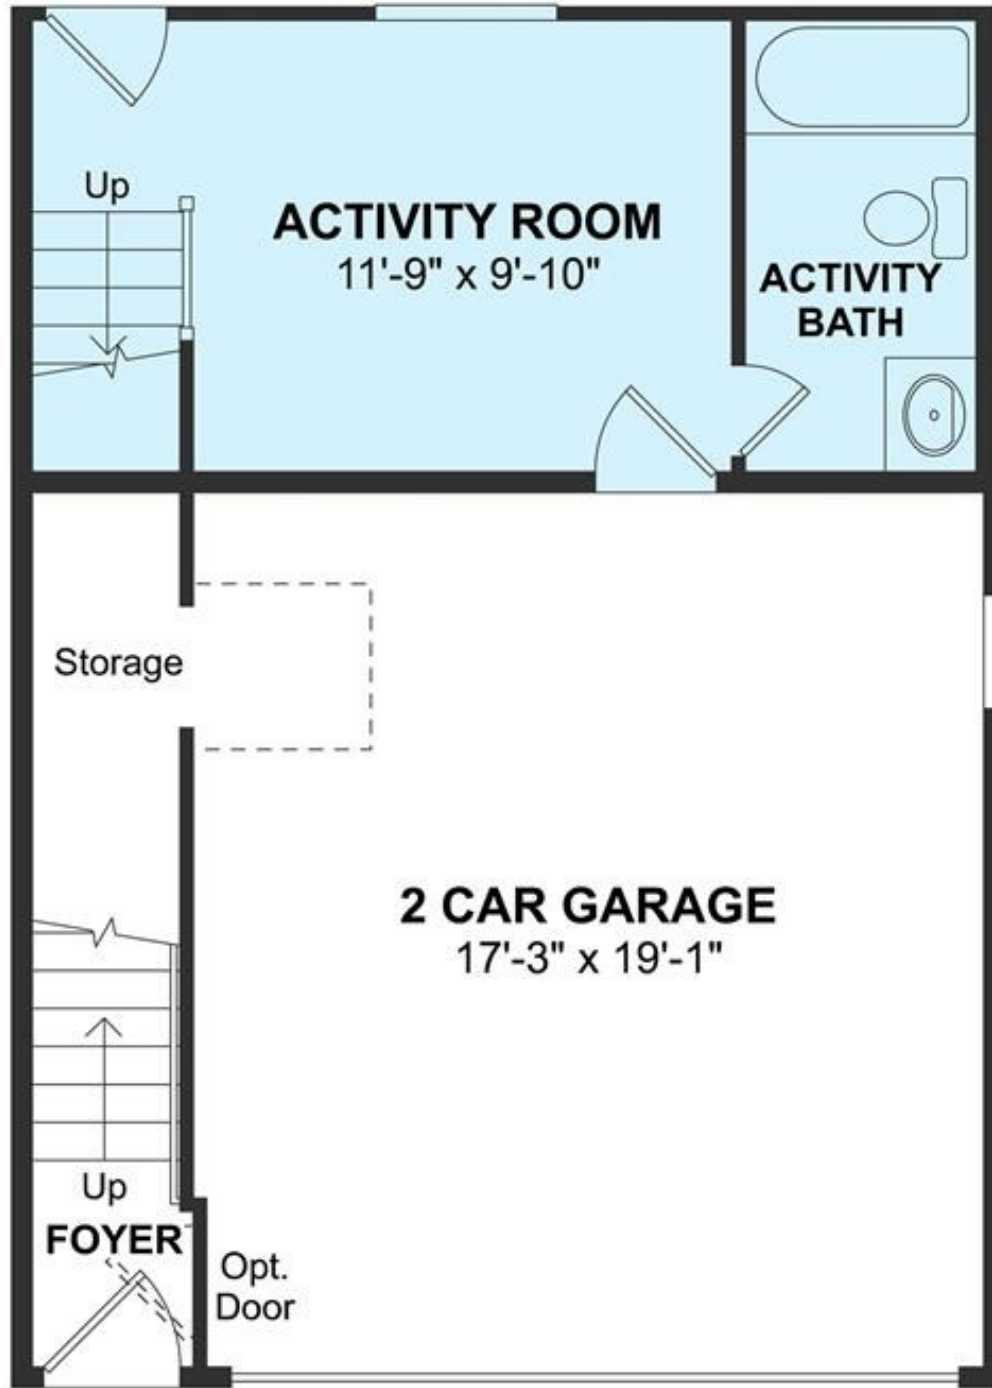 Up
ACTIVITY ROOM
11'-9" x 9'-10"
ACTIVITY
BATH
Storage
2 CAR GARAGE
17'-3" x 19'-1"
Up
FOYER
Opt.
Door